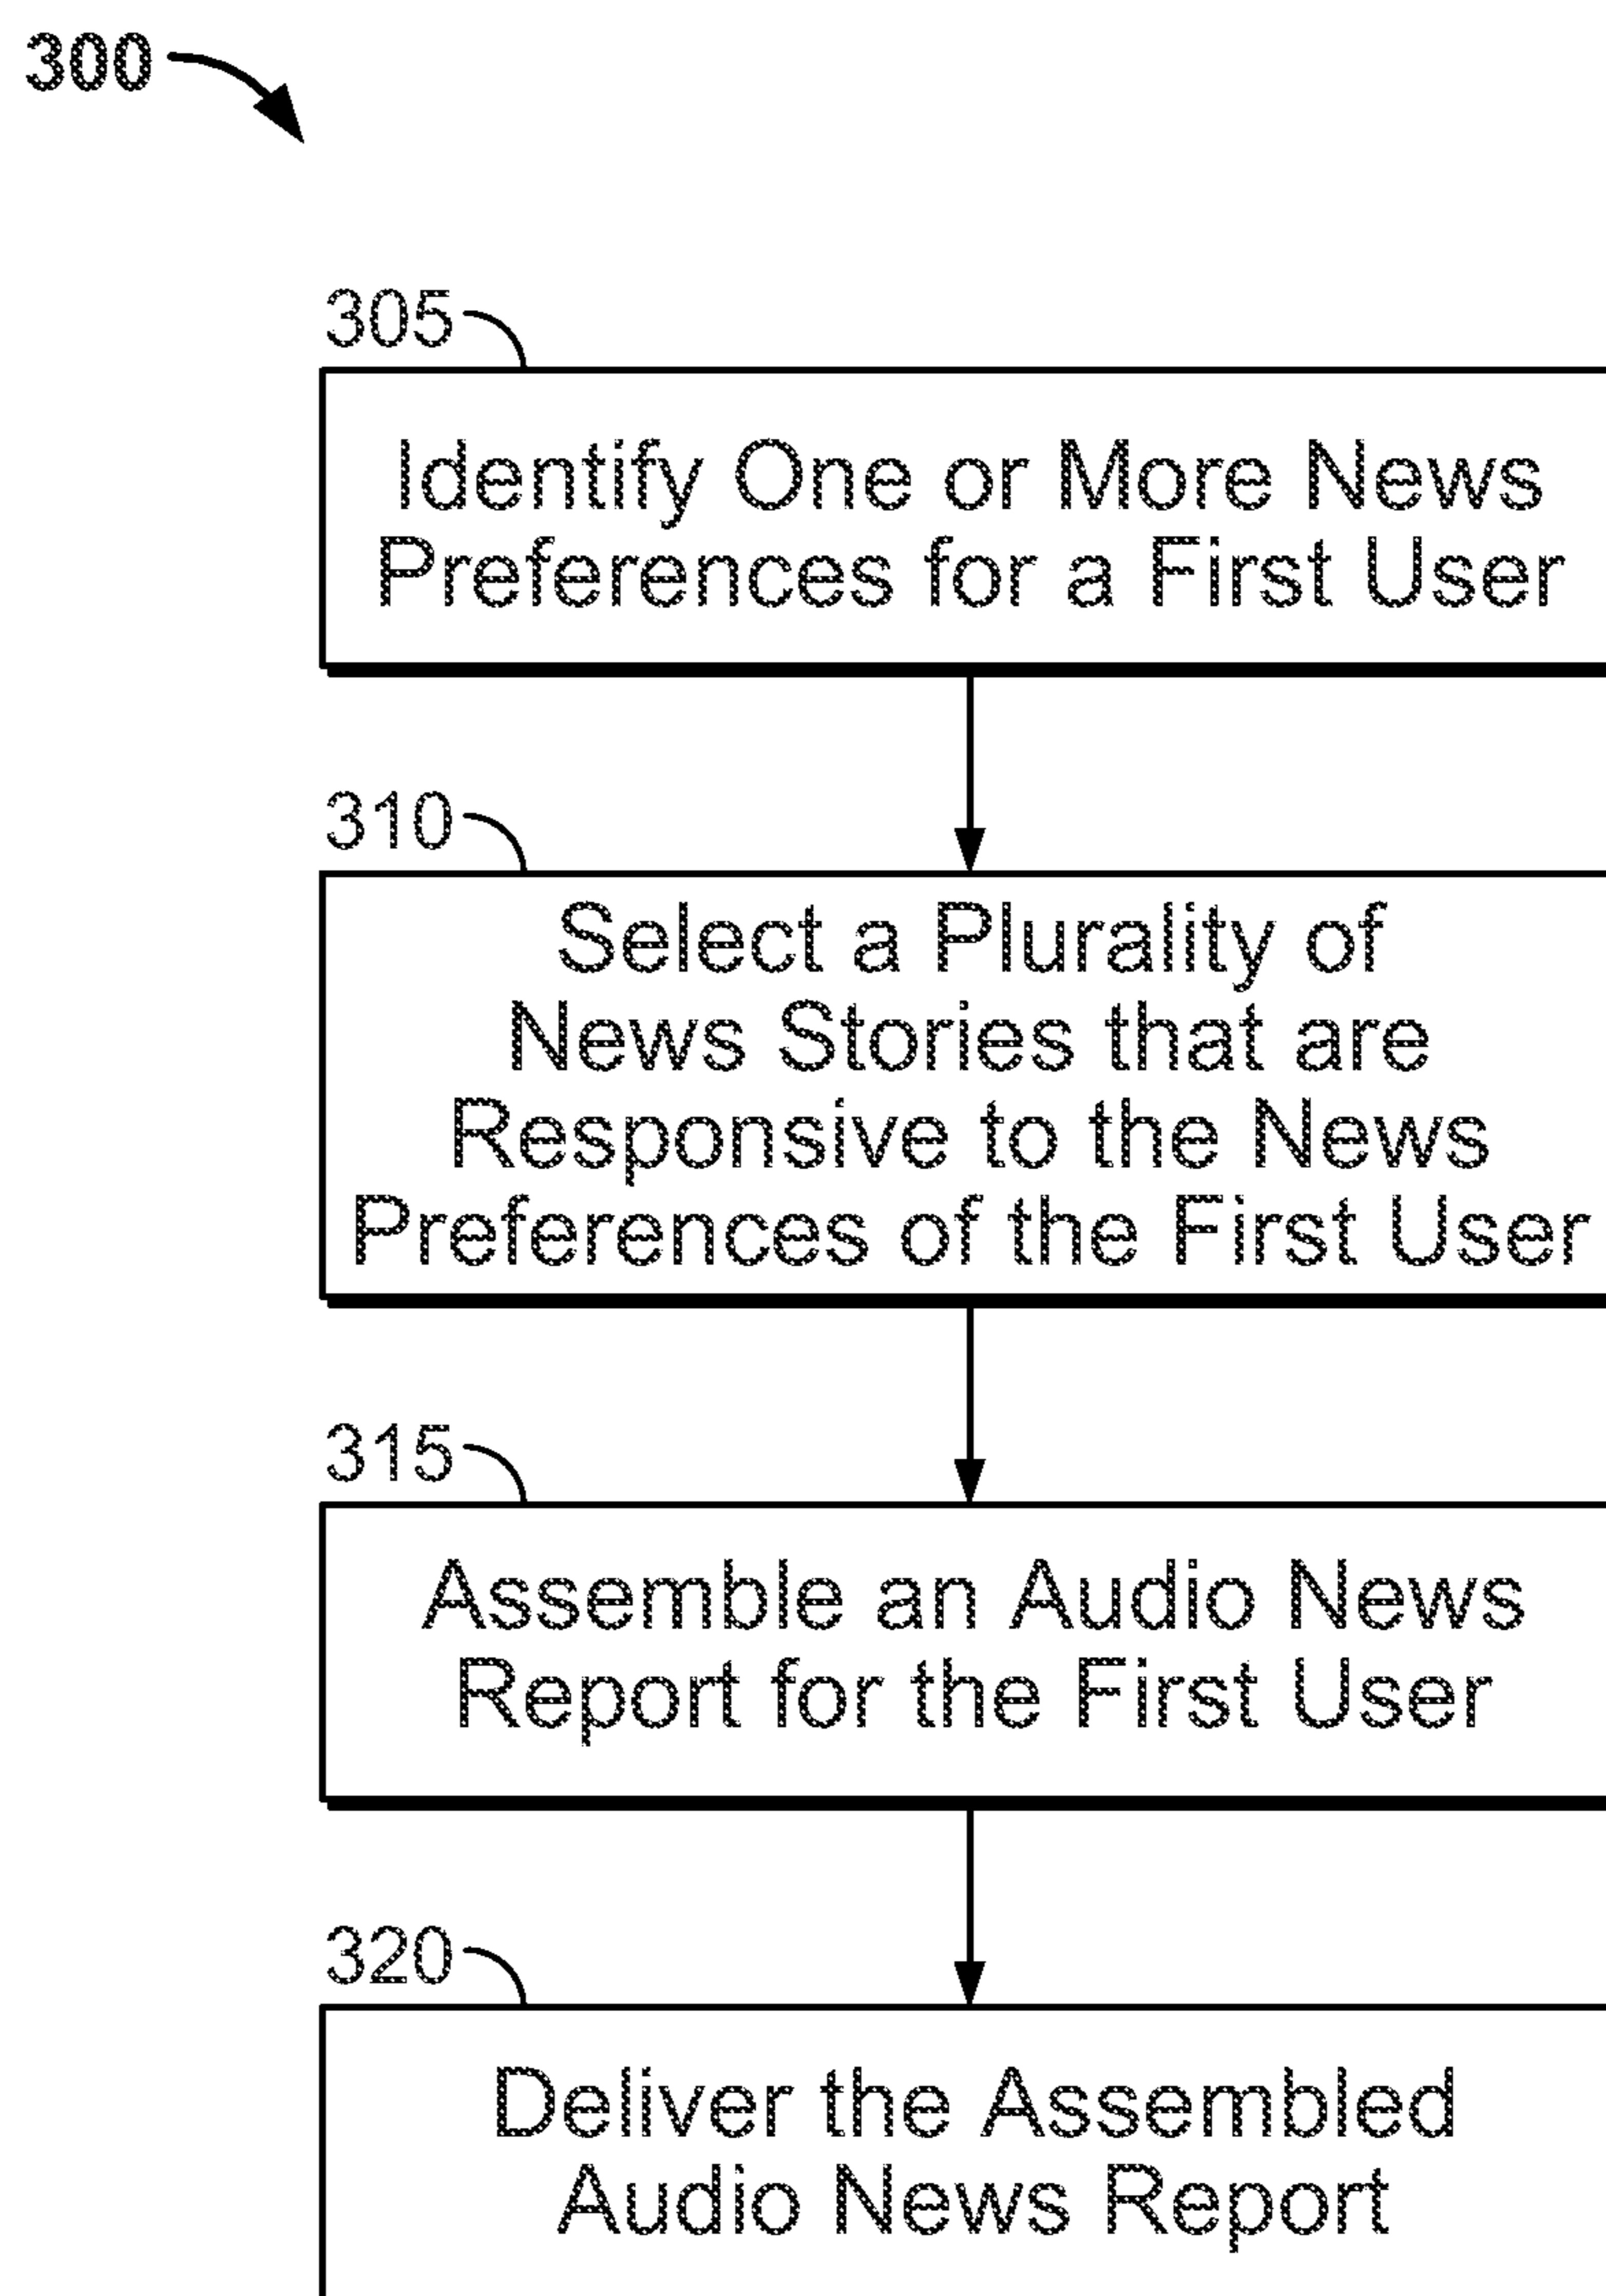 300
305
Identify One or More News
Preferences for a First User
310
Select a Plurality of
News Stories that are
Responsive to the News
Preferences of the First User
315
Assemble an Audio News
Report for the First User
320
Deliver the Assembled
Audio News Report